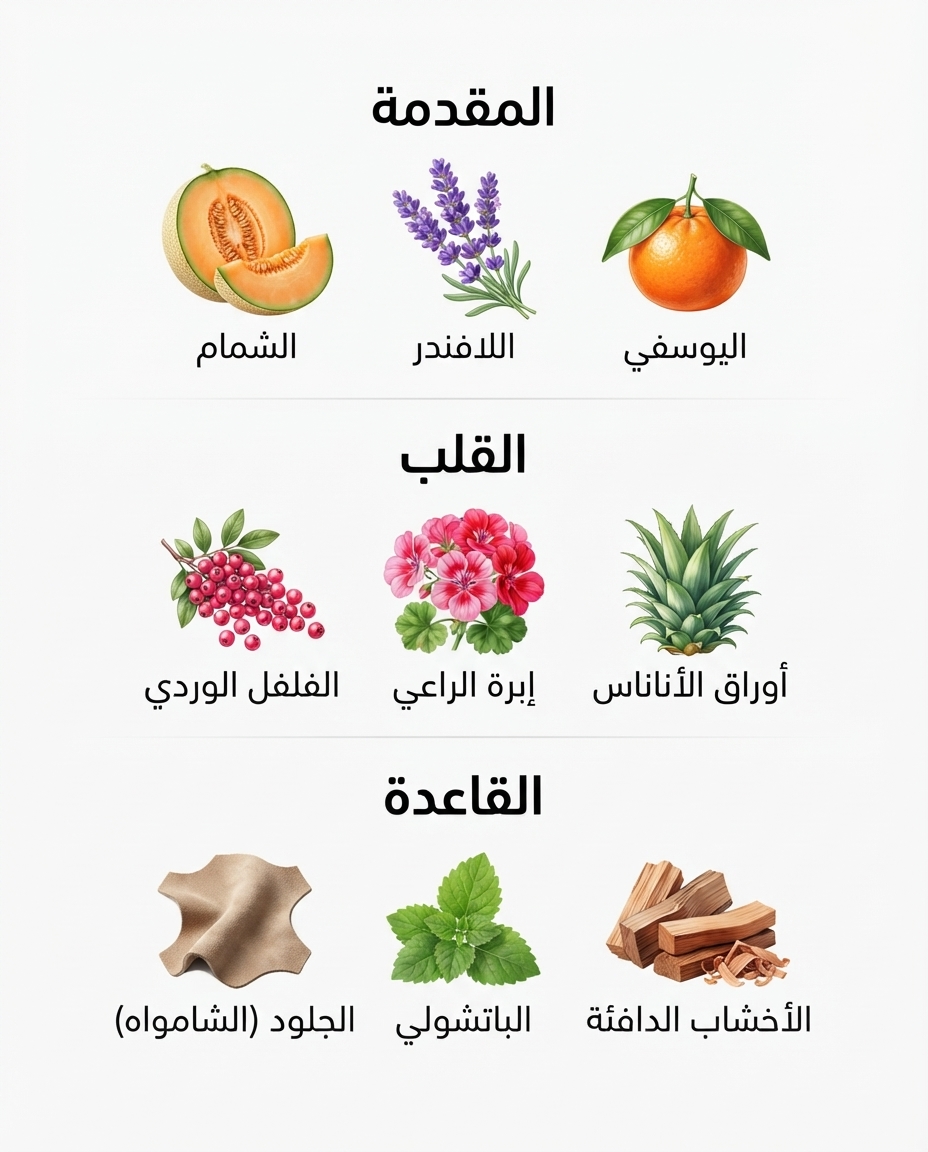 المقدمة
اليوسفي
اللافندر
الشمام
القلب
أوراق الأناناس
إبرة الراعي
الفلفل الوردي
القاعدة
الأخشاب الدافئة
الباتشولي
الجلود (الشامواه)